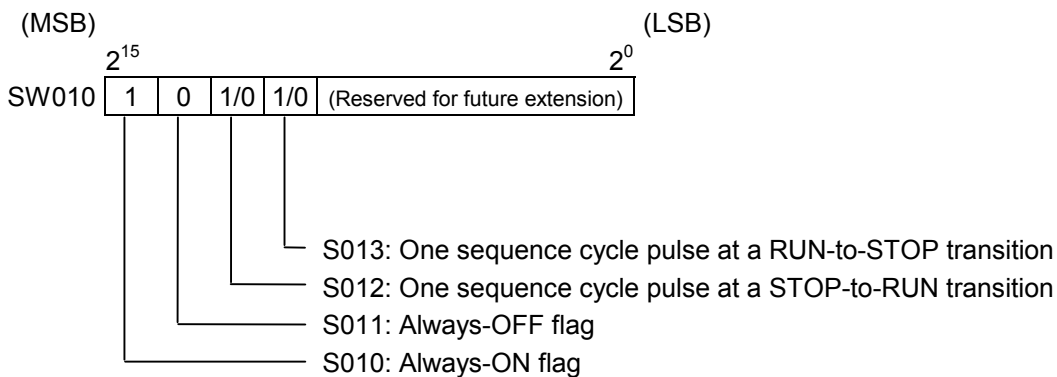 (MSB) (LSB)
2^15 2^0
SW010 1 0 1/0 1/0 (Reserved for future extension)
S013: One sequence cycle pulse at a RUN-to-STOP transition
S012: One sequence cycle pulse at a STOP-to-RUN transition
S011: Always-OFF flag
S010: Always-ON flag